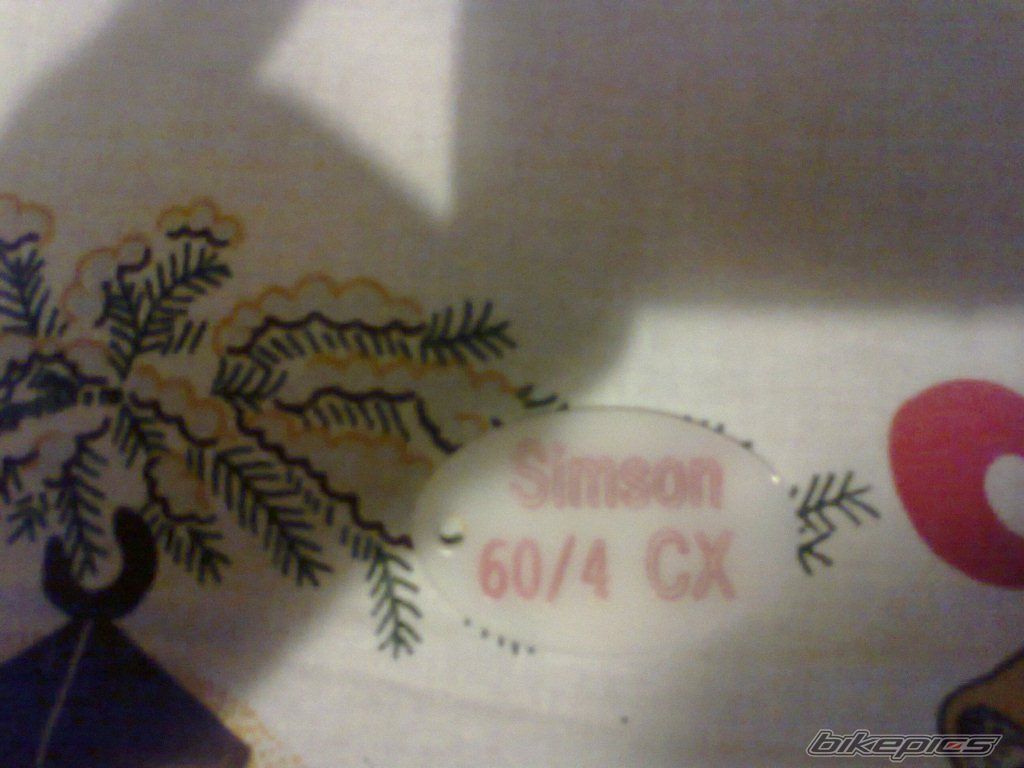 Simson
60/4 CX
bikepics